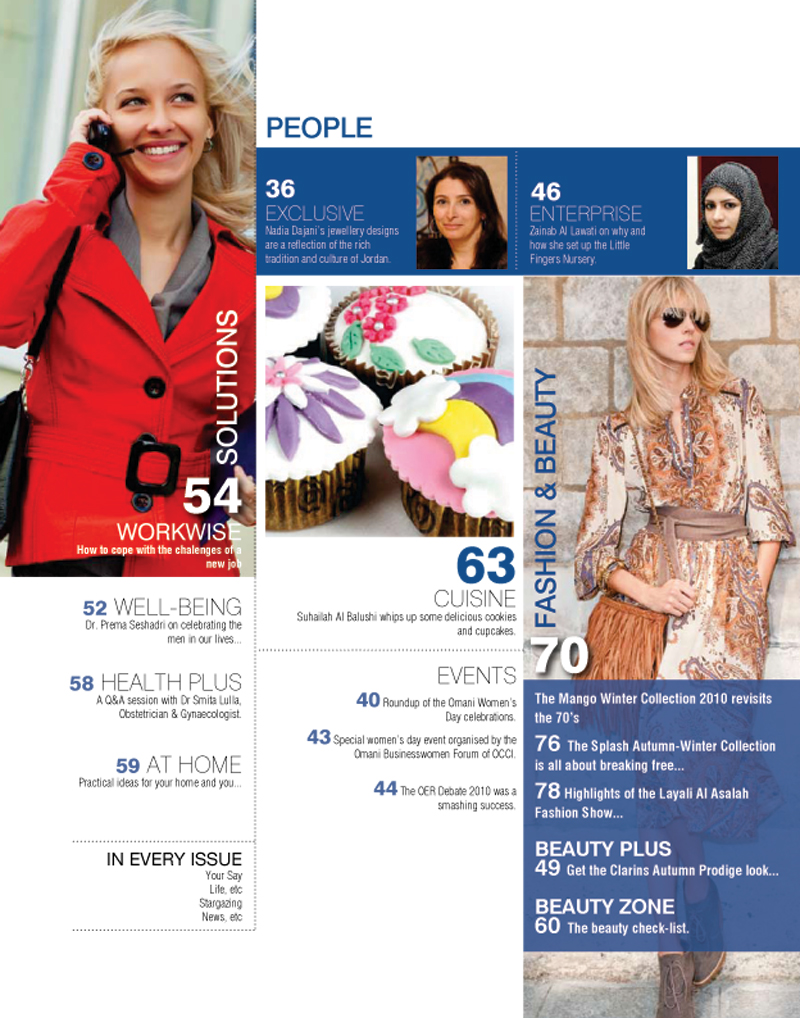 PEOPLE
36
EXCLUSIVE
Nadia Dajani's jewellery designs
are a reflection of the rich
tradition and culture of Jordan.
46
ENTERPRISE
Zainab Al Lawati on why and
how she set up the Little
Fingers Nursery.
SOLUTIONS
54
WORKWISE
How to cope with the chalenges of a
new job
52 WELL-BEING
Dr. Prema Seshadri on celebrating the
men in our lives...
58 HEALTH PLUS
A Q&A session with Dr Smita Lulla,
Obstetrician & Gynaecologist.
59 AT HOME
Practical ideas for your home and you...
IN EVERY ISSUE
Your Say
Life, etc
Stargazing
News, etc
63
CUISINE
Suhailah Al Balushi whips up some delicious cookies
and cupcakes.
EVENTS
40 Roundup of the Omani Women's
Day celebrations.
43 Special women's day event organised by the
Omani Businesswomen Forum of OCCI.
44 The OER Debate 2010 was a
smashing success.
FASHION & BEAUTY
70
The Mango Winter Collection 2010 revisits
the 70's
76 The Splash Autumn-Winter Collection
is all about breaking free...
78 Highlights of the Layali Al Asalah
Fashion Show...
BEAUTY PLUS
49 Get the Clarins Autumn Prodige look...
BEAUTY ZONE
60 The beauty check-list.